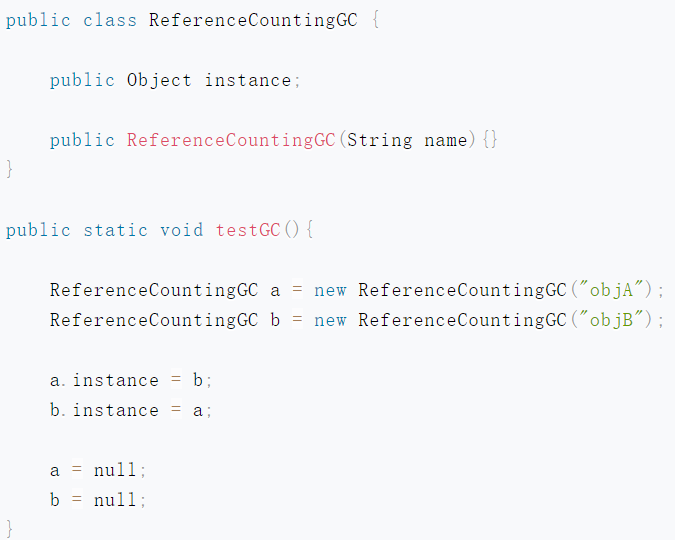 public class ReferenceCountingGC {
public Object instance;
public ReferenceCountingGC(String name){}
}
public static void testGC(){
ReferenceCountingGC a = new ReferenceCountingGC("objA");
ReferenceCountingGC b = new ReferenceCountingGC("objB");
a.instance = b;
b.instance = a;
a = null;
b = null;
}